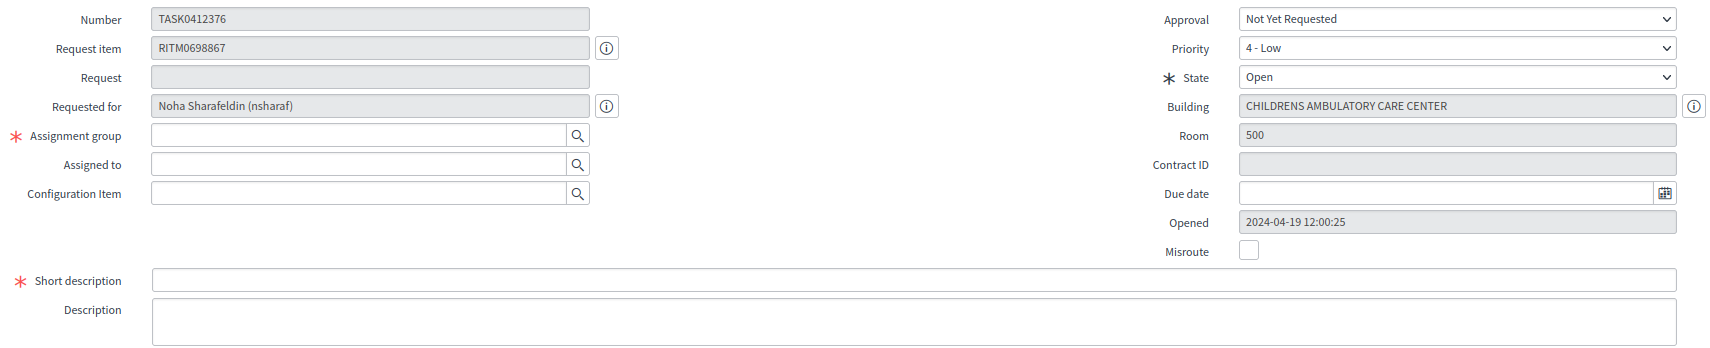 Number TASK0412376
Request item RITM0698867
Request
Requested for Noha Sharafeldin (nsharaf)
Assignment group
Assigned to
Configuration Item
Approval Not Yet Requested
Priority 4 - Low
State Open
Building CHILDRENS AMBULATORY CARE CENTER
Room 500
Contract ID
Due date
Opened 2024-04-19 12:00:25
Misroute
Short description
Description